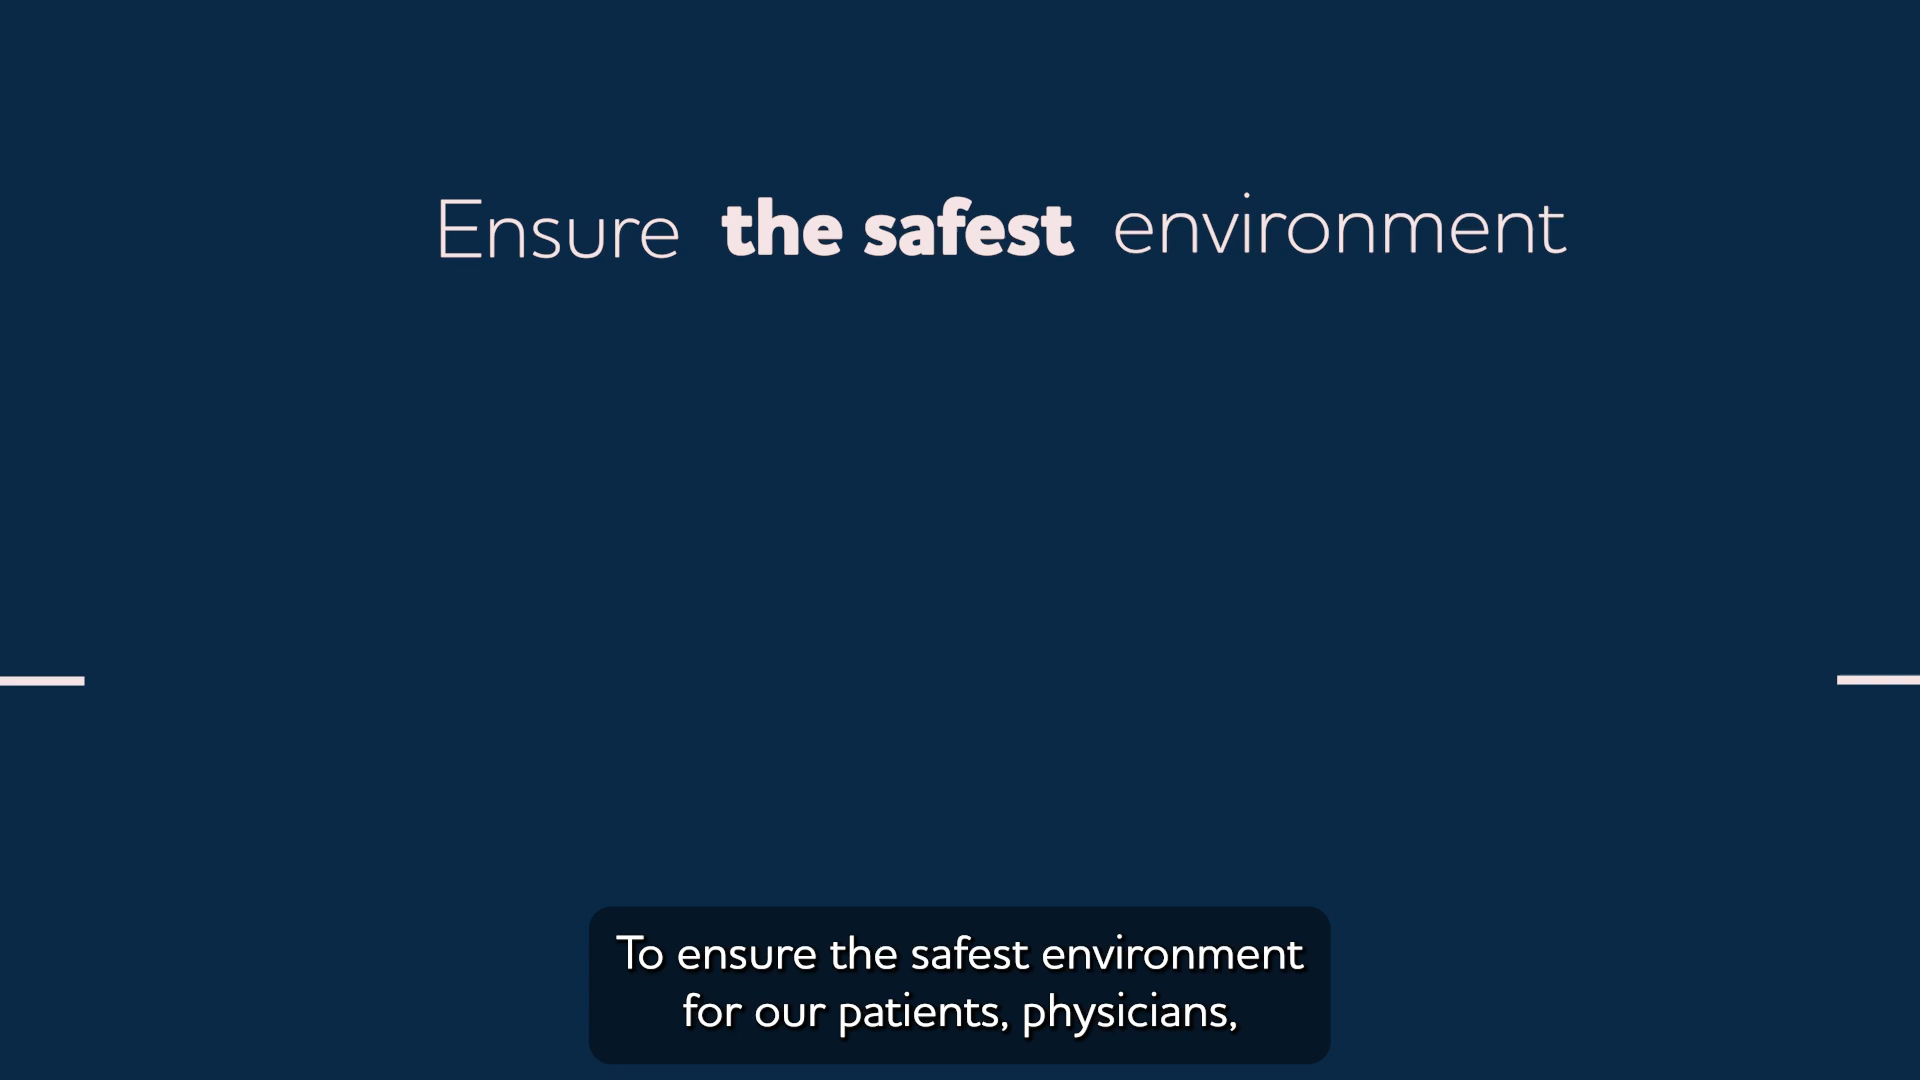 Ensure the safest environment
To ensure the safest environment
for our patients, physicians,